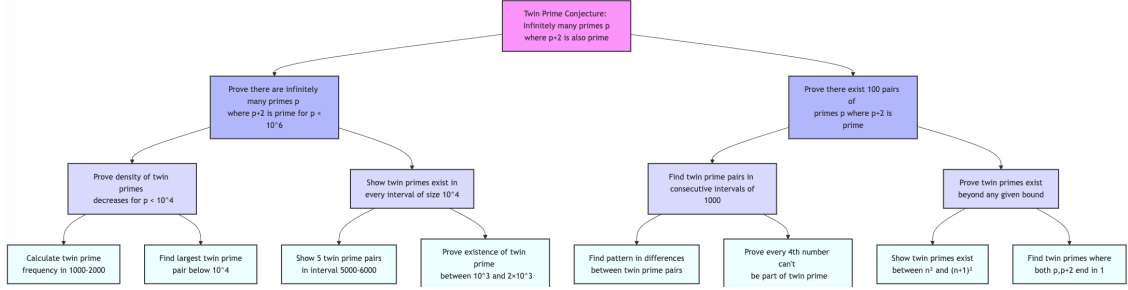 Twin Prime Conjecture:
Infinitely many primes p
where p+2 is also prime
Prove there are infinitely
many primes p
where p+2 is prime for p <
10^6
Prove there exist 100 pairs
of
primes p where p+2 is
prime
Prove density of twin
primes
decreases for p < 10^4
Show twin primes exist in
every interval of size 10^4
Find twin prime pairs in
consecutive intervals of
1000
Prove twin primes exist
beyond any given bound
Calculate twin prime
frequency in 1000-2000
Find largest twin prime
pair below 10^4
Show 5 twin prime pairs
in interval 5000-6000
Prove existence of twin
prime
between 10^3 and 2×10^3
Find pattern in differences
between twin prime pairs
Prove every 4th number
can't
be part of twin prime
Show twin primes exist
between n² and (n+1)²
Find twin primes where
both p,p+2 end in 1